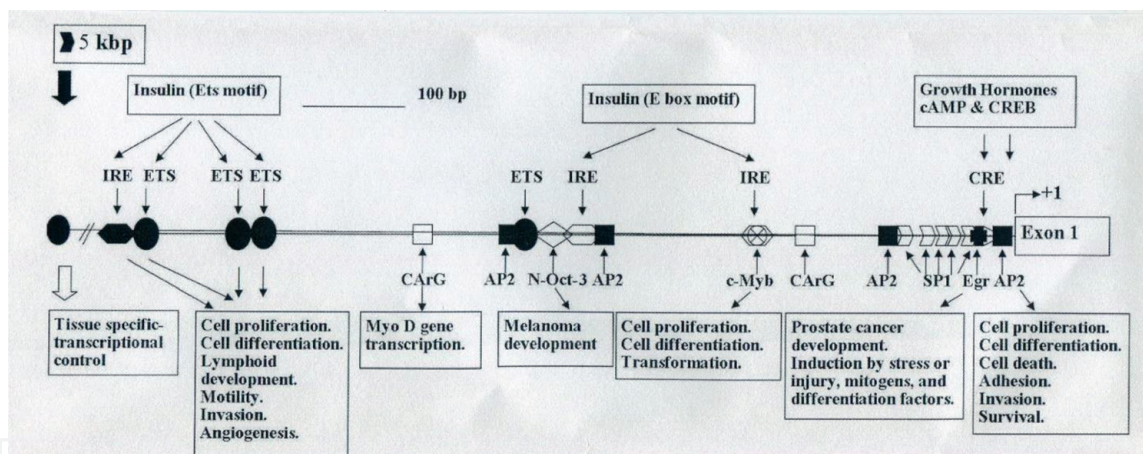 5 kbp
Insulin (Ets motif)
100 bp
Insulin (E box motif)
Growth Hormones
cAMP & CREB
IRE ETS ETS ETS ETS IRE IRE CRE
+1
Exon 1
CArG AP2 N-Oct-3 AP2 c-Myb CArG AP2 SP1 Egr AP2
Tissue specific-
transcriptional
control
Cell proliferation.
Cell differentiation.
Lymphoid
development.
Motility.
Invasion.
Angiogenesis.
Myo D gene
transcription.
Melanoma
development
Cell proliferation.
Cell differentiation.
Transformation.
Prostate cancer
development.
Induction by stress or
injury, mitogens, and
differentiation factors.
Cell proliferation.
Cell differentiation.
Cell death.
Adhesion.
Invasion.
Survival.